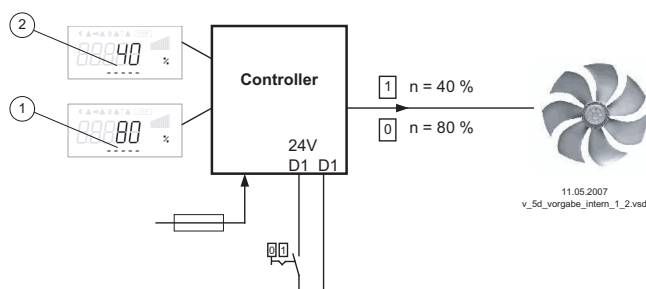 2
40 %
1
80 %
Controller
24V
D1 D1
1 n = 40 %
0 n = 80 %
0 1
11.05.2007
v_5d_vorgabe_intern_1_2.vsd